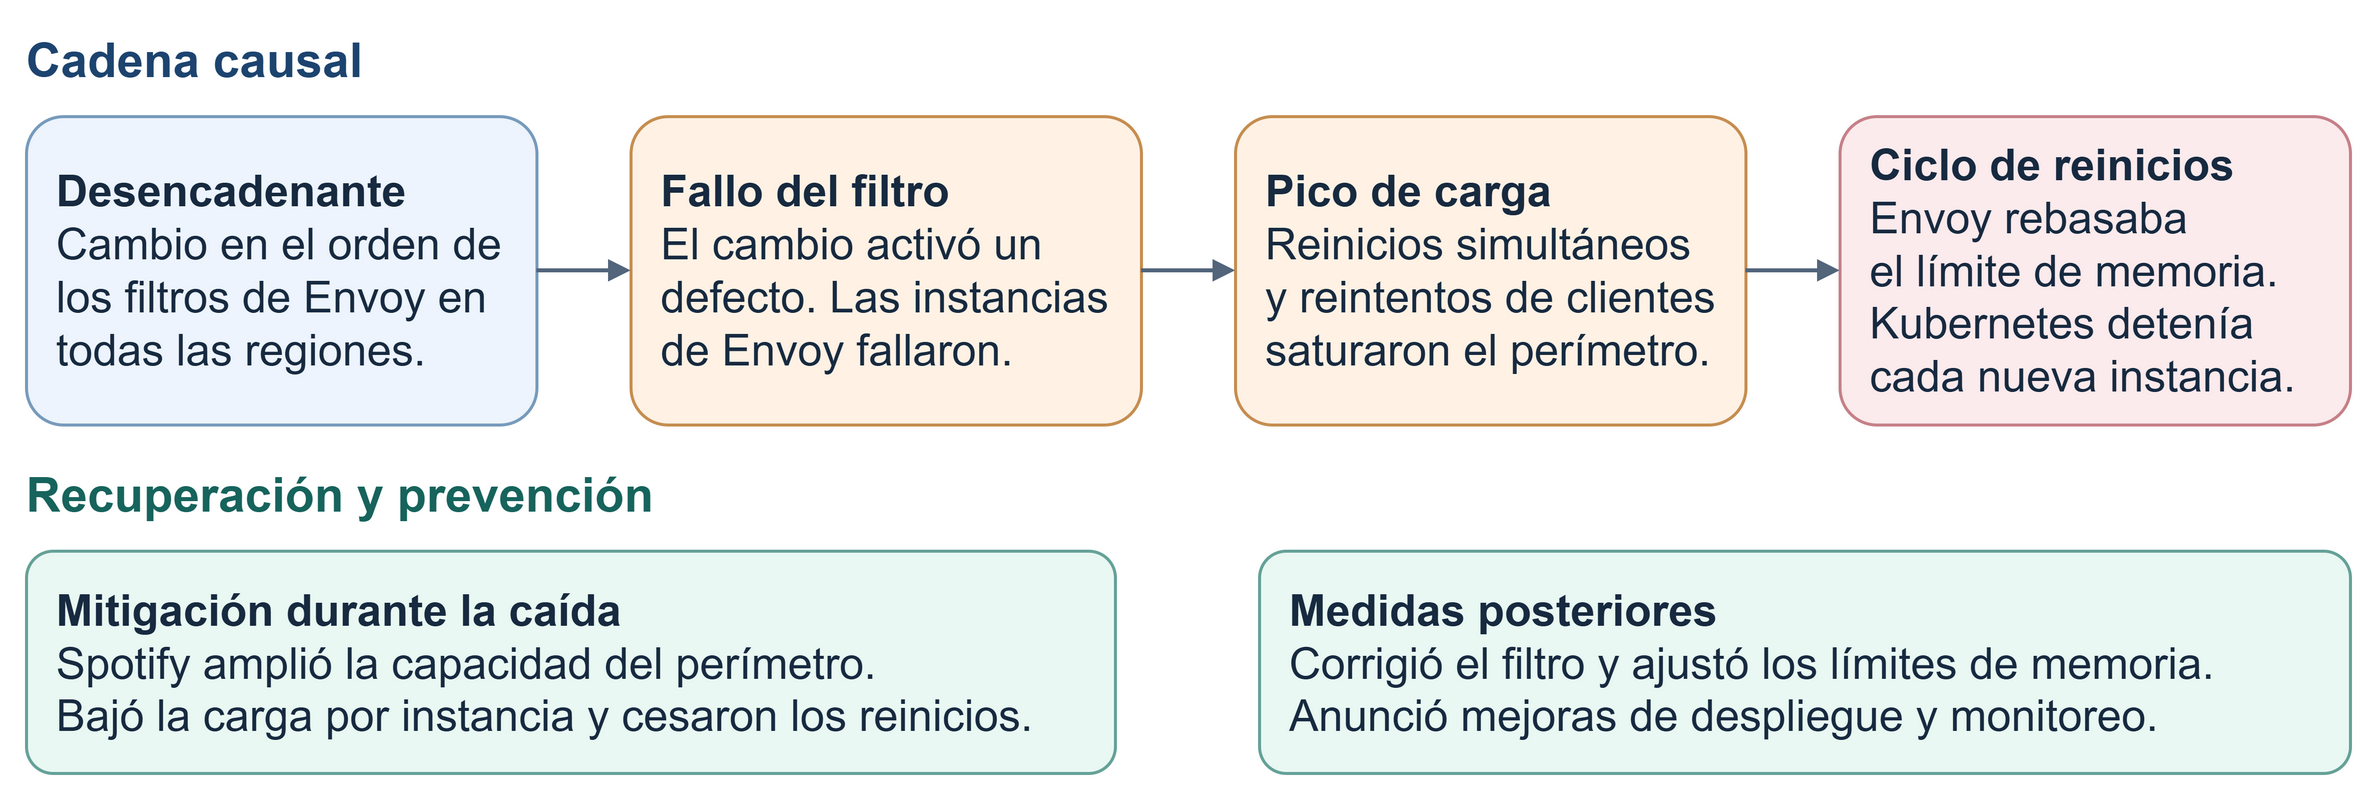 Cadena causal
Desencadenante
Cambio en el orden de
los filtros de Envoy en
todas las regiones.
Fallo del filtro
El cambio activó un
defecto. Las instancias
de Envoy fallaron.
Pico de carga
Reinicios simultáneos
y reintentos de clientes
saturaron el perímetro.
Ciclo de reinicios
Envoy rebasaba
el límite de memoria.
Kubernetes detenía
cada nueva instancia.
Recuperación y prevención
Mitigación durante la caída
Spotify amplió la capacidad del perímetro.
Bajó la carga por instancia y cesaron los reinicios.
Medidas posteriores
Corrigió el filtro y ajustó los límites de memoria.
Anunció mejoras de despliegue y monitoreo.